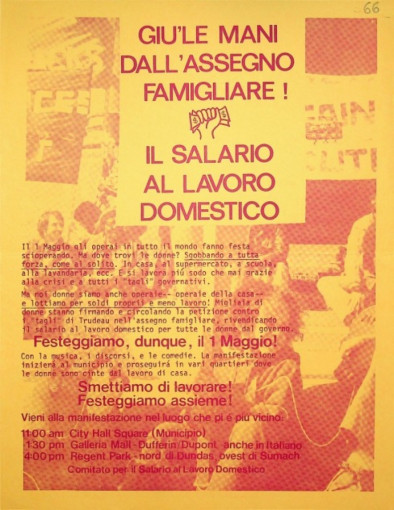 66
GIU'LE MANI
DALL'ASSEGNO
FAMIGLIARE !
IL SALARIO
AL LAVORO
DOMESTICO
Il 1 Maggio gli operai in tutto il mondo fanno festa
scioperando. Ma dove trovi le donne? Sgobbando a tutta
forza, come al solito. In casa, al supermercato, a scuola,
alla lavandaria, ecc. E si lavora più sodo che mai grazie
alla crisi e a tutti i "tagli" governativi.
Ma noi donne siamo anche operaie-- operaie della casa--
e lottiamo per soldi proprii e meno lavoro! Migliaie di
donne stanno firmando e circolando la petizione contro
i "tagli" di Trudeau nell'assegno famigliare, rivendicando
il salario al lavoro domestico per tutte le donne dal governo.
Festeggiamo, dunque, il 1 Maggio!
Con la musica, i discorsi, e le comedie. La manifestazione
inizierà al municipio e proseguirà in vari quartieri dove
le donne sono cinte dal lavoro di casa.
Smettiamo di lavorare!
Festeggiamo assieme!
Vieni alla manifestazione nel luogo che pi é piu vicino:
11:00 am City Hall Square (Municipio)
1:30 pm Galleria Mall - Dufferin/Dupont, anche in Italiano
4:00 pm Regent Park - nord di Dundas, ovest di Sumach
Comitato per il Salario al Lavoro Domestico